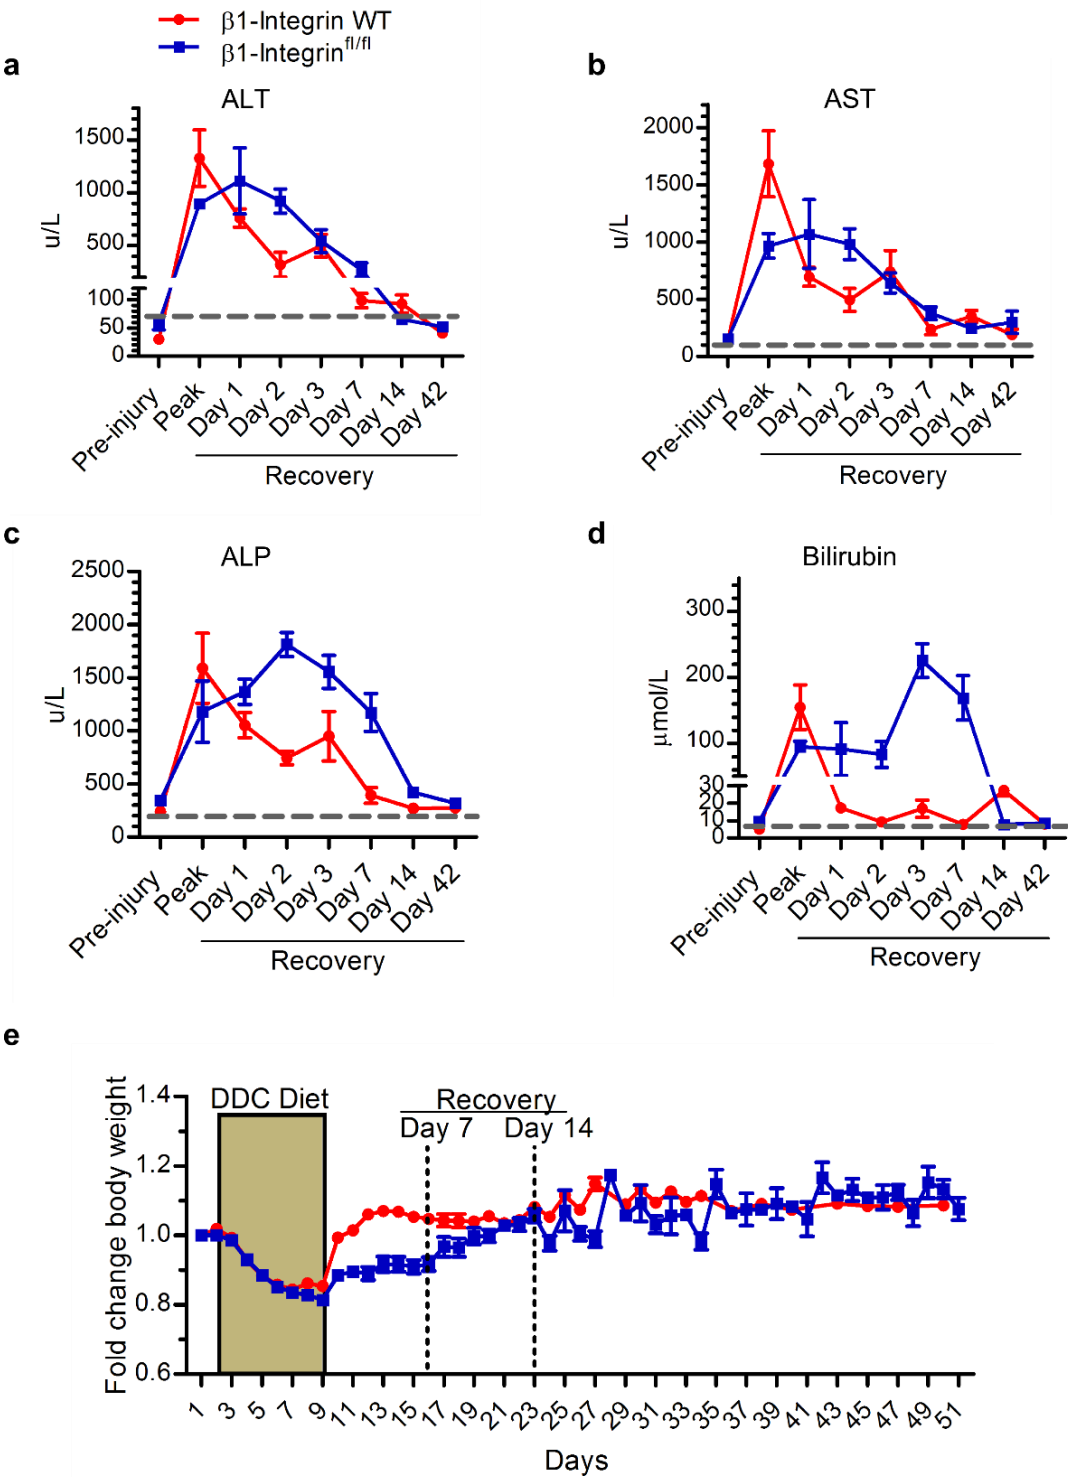 β1-Integrin WT
β1-Integrinfl/fl
a
b
ALT
AST
1500
1000
500
100
50
0
u/L
2000
1500
1000
500
0
u/L
Pre-injury
Peak
Day 1
Day 2
Day 3
Day 7
Day 14
Day 42
Recovery
Pre-injury
Peak
Day 1
Day 2
Day 3
Day 7
Day 14
Day 42
Recovery
c
d
ALP
Bilirubin
2500
2000
1500
1000
500
0
u/L
300
200
100
30
20
10
0
μmol/L
Pre-injury
Peak
Day 1
Day 2
Day 3
Day 7
Day 14
Day 42
Recovery
Pre-injury
Peak
Day 1
Day 2
Day 3
Day 7
Day 14
Day 42
Recovery
e
Fold change body weight
1.4
1.2
1.0
0.8
0.6
DDC Diet
Recovery
Day 7 Day 14
1 3 5 7 9 11 13 15 17 19 21 23 25 27 29 31 33 35 37 39 41 43 45 47 49 51
Days